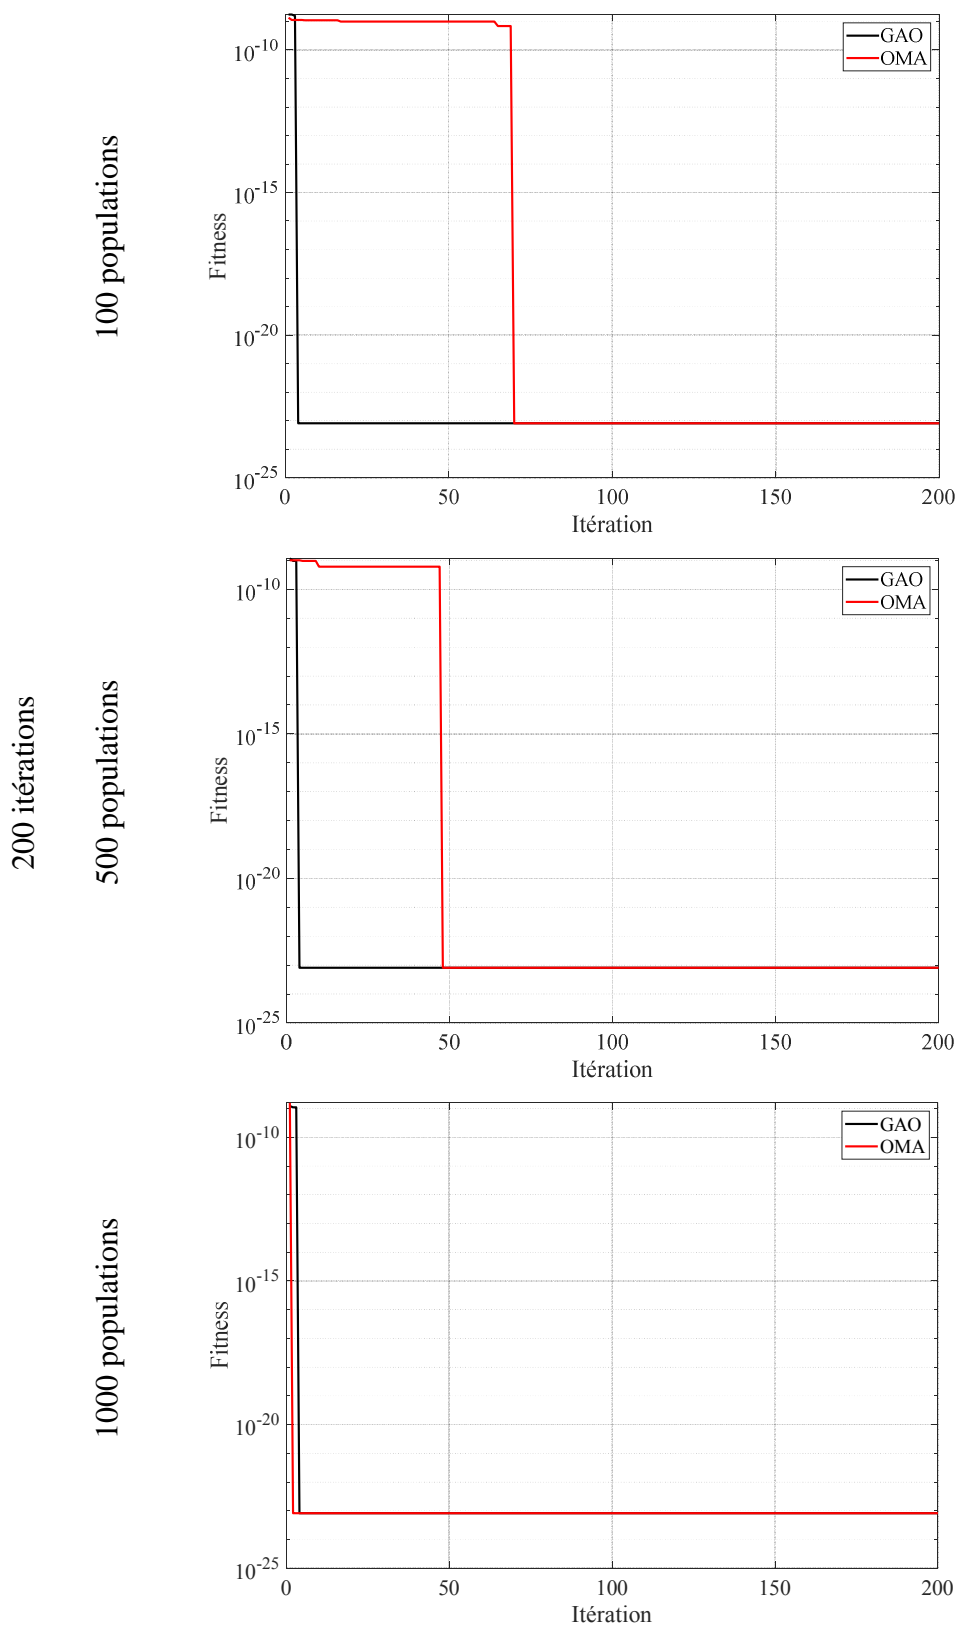 200 itérations
100 populations
Fitness
10^-10
10^-15
10^-20
10^-25
0 50 100 150 200
Itération
GAO
OMA
500 populations
Fitness
10^-10
10^-15
10^-20
10^-25
0 50 100 150 200
Itération
GAO
OMA
1000 populations
Fitness
10^-10
10^-15
10^-20
10^-25
0 50 100 150 200
Itération
GAO
OMA